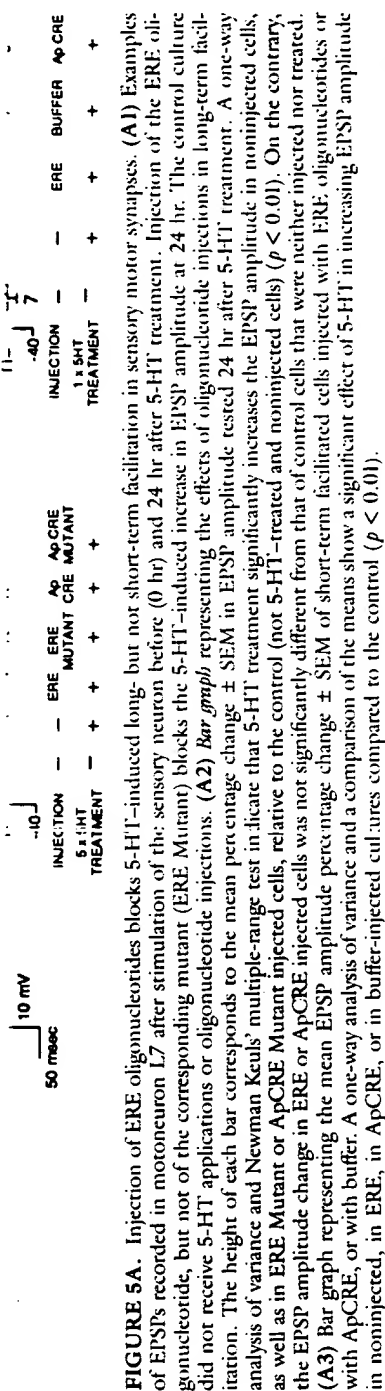 50 msec
10 mV
-40
INJECTION — — ERE ERE Ap ApCRE
MUTANT CRE MUTANT
5 x 5HT — + + + + +
TREATMENT
-40
7
INJECTION — — ERE BUFFER Ap CRE
1 x 5HT — + + + +
TREATMENT
FIGURE 5A. Injection of ERE oligonucleotides blocks 5-HT–induced long- but not short-term facilitation in sensory motor synapses. (A1) Examples
of EPSPs recorded in motoneuron L7 after stimulation of the sensory neuron before (0 hr) and 24 hr after 5-HT treatment. Injection of the ERE oli-
gonucleotide, but not of the corresponding mutant (ERE Mutant) blocks the 5-HT–induced increase in EPSP amplitude at 24 hr. The control culture
did not receive 5-HT applications or oligonucleotide injections. (A2) Bar graph representing the effects of oligonucleotide injections in long-term facil-
itation. The height of each bar corresponds to the mean percentage change ± SEM in EPSP amplitude tested 24 hr after 5-HT treatment. A one-way
analysis of variance and Newman Keuls' multiple-range test indicate that 5-HT treatment significantly increases the EPSP amplitude in noninjected cells,
as well as in ERE Mutant or ApCRE Mutant injected cells, relative to the control (not 5-HT–treated and noninjected cells) (p < 0.01). On the contrary,
the EPSP amplitude change in ERE or ApCRE injected cells was not significantly different from that of control cells that were neither injected nor treated.
(A3) Bar graph representing the mean EPSP amplitude percentage change ± SEM of short-term facilitated cells injected with ERE oligonucleotides or
with ApCRE, or with buffer. A one-way analysis of variance and a comparison of the means show a significant effect of 5-HT in increasing EPSP amplitude
in noninjected, in ERE, in ApCRE, or in buffer-injected cultures compared to the control (p < 0.01).